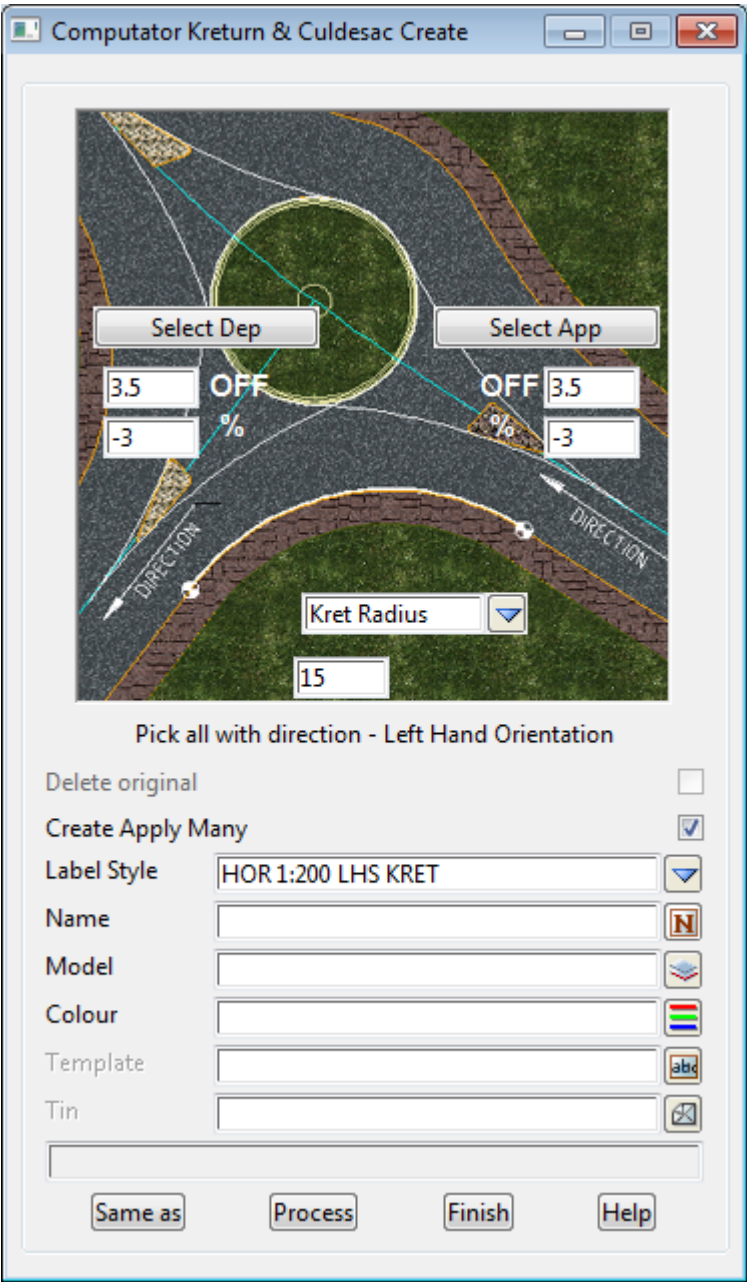 Computator Kreturn & Culdesac Create
Select Dep
Select App
3.5 OFF
OFF 3.5
-3 %
% -3
DIRECTION
DIRECTION
Kret Radius
15
Pick all with direction - Left Hand Orientation
Delete original
Create Apply Many
Label Style HOR 1:200 LHS KRET
Name N
Model
Colour
Template abc
Tin
Same as Process Finish Help